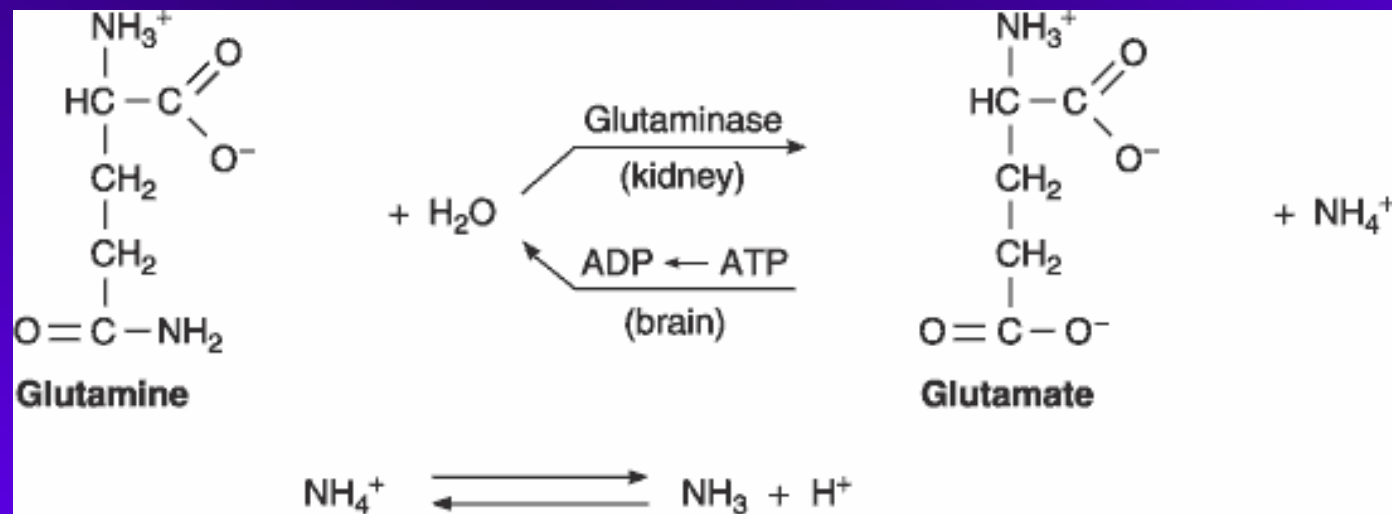 NH₃⁺ NH₃⁺
O O
HC — C Glutaminase HC — C
O⁻ (kidney) O⁻
CH₂ CH₂
+ H₂O + NH₄⁺
CH₂ ADP ← ATP CH₂
O=C — NH₂ (brain) O=C — O⁻
Glutamine Glutamate
NH₄⁺ ⇌ NH₃ + H⁺